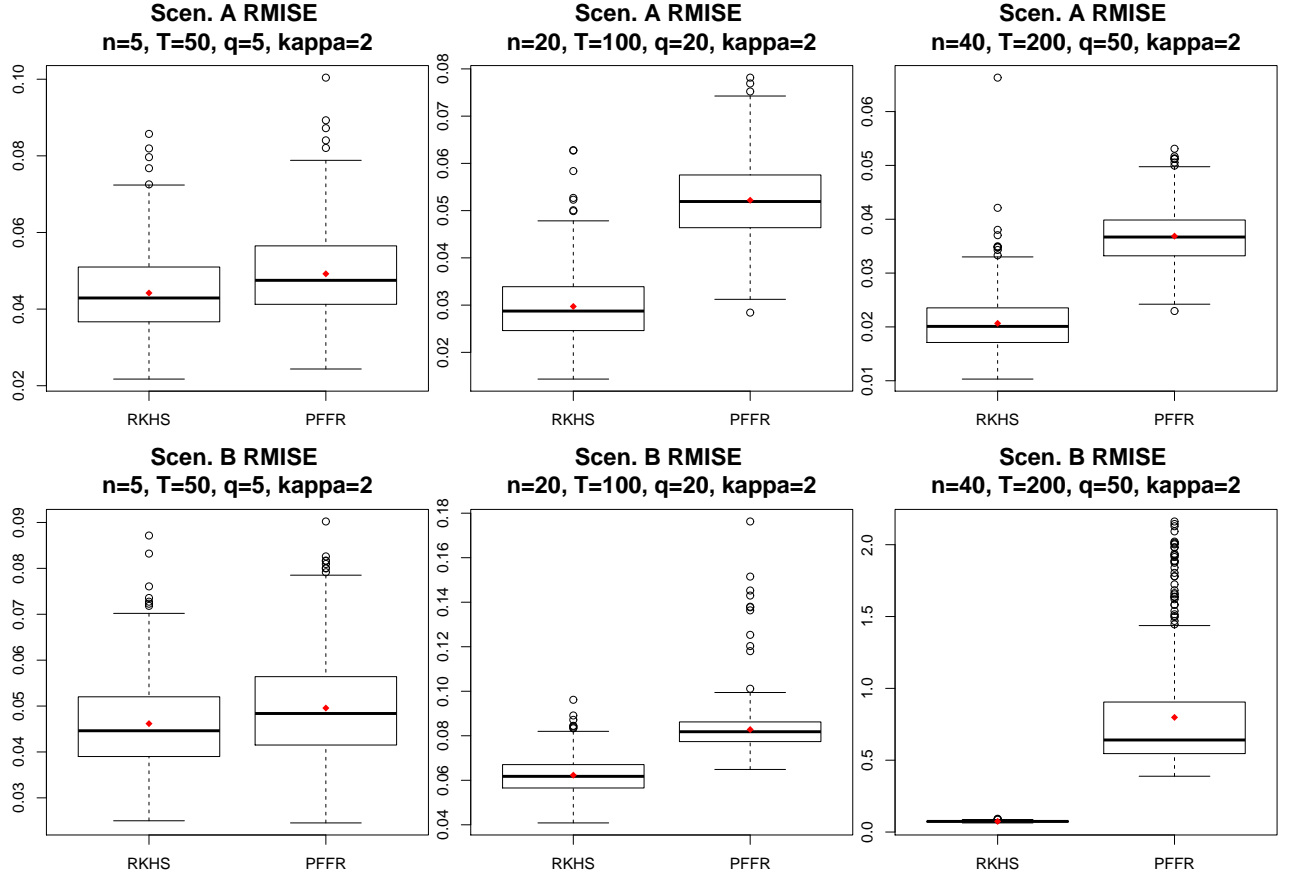 Scen. A RMISE
n=5, T=50, q=5, kappa=2
0.10
0.08
0.06
0.04
0.02
RKHS PFFR
Scen. A RMISE
n=20, T=100, q=20, kappa=2
0.08
0.07
0.06
0.05
0.04
0.03
0.02
RKHS PFFR
Scen. A RMISE
n=40, T=200, q=50, kappa=2
0.06
0.05
0.04
0.03
0.02
0.01
RKHS PFFR
Scen. B RMISE
n=5, T=50, q=5, kappa=2
0.09
0.08
0.07
0.06
0.05
0.04
0.03
RKHS PFFR
Scen. B RMISE
n=20, T=100, q=20, kappa=2
0.18
0.16
0.14
0.12
0.10
0.08
0.06
0.04
RKHS PFFR
Scen. B RMISE
n=40, T=200, q=50, kappa=2
2.0
1.5
1.0
0.5
0.0
RKHS PFFR